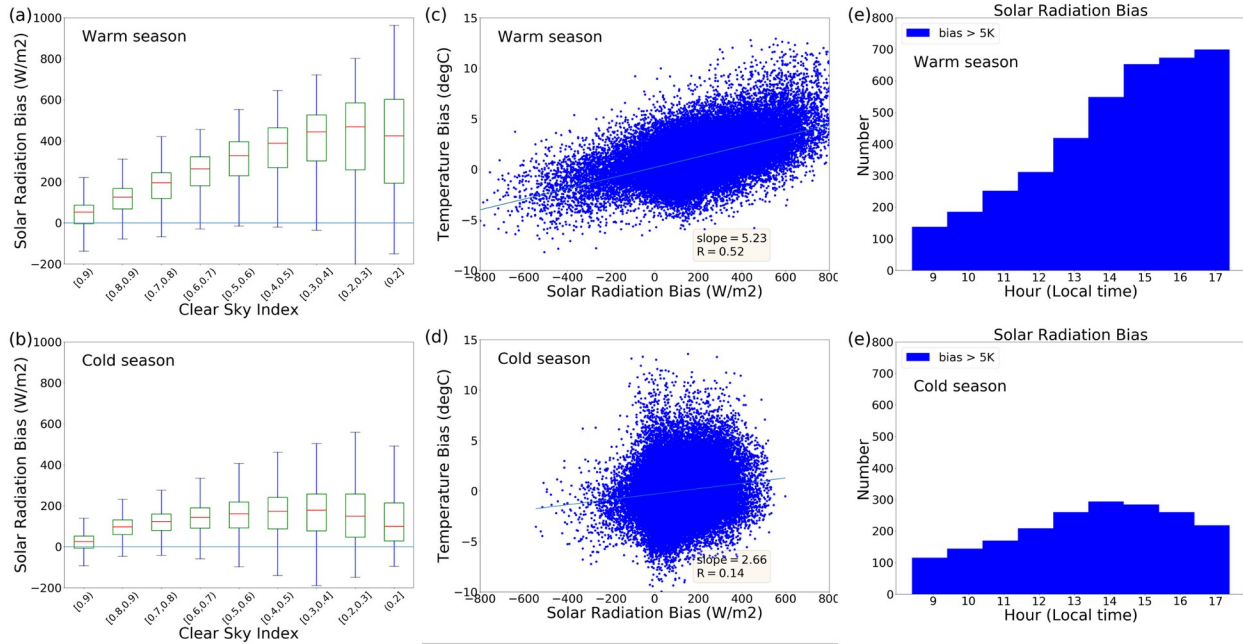 (a)
Warm season
Solar Radiation Bias (W/m2)
1000
800
600
400
200
0
−200
[0.9)
[0.8,0.9)
[0.7,0.8)
[0.6,0.7)
[0.5,0.6)
[0.4,0.5)
[0.3,0.4]
[0.2,0.3]
[0.2]
Clear Sky Index
(c)
Warm season
Temperature Bias (degC)
15
10
5
0
−5
−10
slope = 5.23
R = 0.52
−800 −600 −400 −200 0 200 400 600 800
Solar Radiation Bias (W/m2)
(e)
Solar Radiation Bias
bias > 5K
Warm season
Number
800
700
600
500
400
300
200
100
0
9 10 11 12 13 14 15 16 17
Hour (Local time)
(b)
Cold season
Solar Radiation Bias (W/m2)
1000
800
600
400
200
0
−200
[0.9)
[0.8,0.9)
[0.7,0.8)
[0.6,0.7)
[0.5,0.6)
[0.4,0.5)
[0.3,0.4]
[0.2,0.3]
[0.2]
Clear Sky Index
(d)
Cold season
Temperature Bias (degC)
15
10
5
0
−5
−10
slope = 2.66
R = 0.14
−800 −600 −400 −200 0 200 400 600 800
Solar Radiation Bias (W/m2)
(e)
Solar Radiation Bias
bias > 5K
Cold season
Number
800
700
600
500
400
300
200
100
0
9 10 11 12 13 14 15 16 17
Hour (Local time)